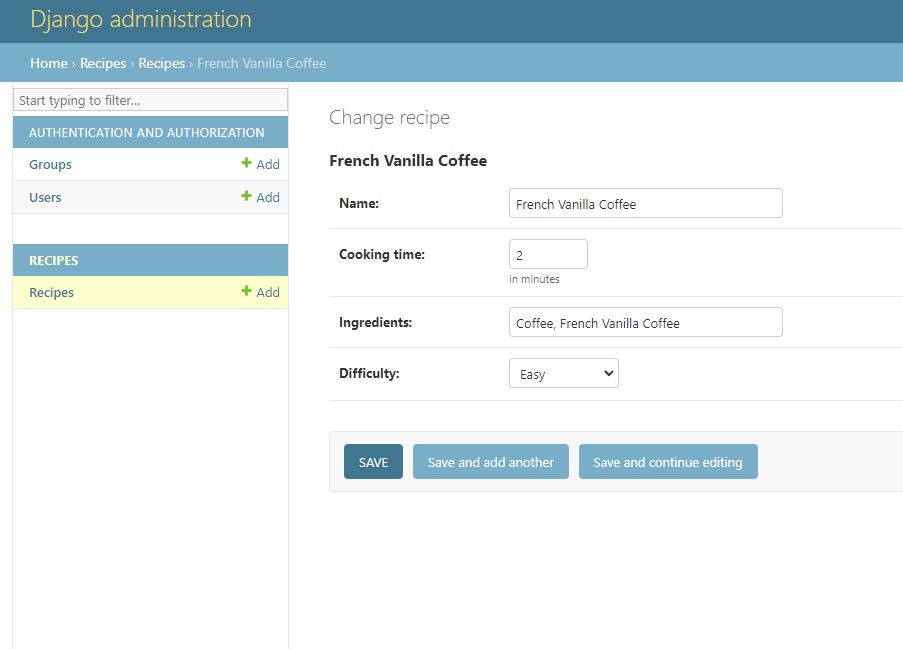 Django administration
Home › Recipes › Recipes › French Vanilla Coffee
Start typing to filter...
AUTHENTICATION AND AUTHORIZATION
Groups + Add
Users + Add
RECIPES
Recipes + Add
Change recipe
French Vanilla Coffee
Name: French Vanilla Coffee
Cooking time: 2
in minutes
Ingredients: Coffee, French Vanilla Coffee
Difficulty: Easy
SAVE Save and add another Save and continue editing